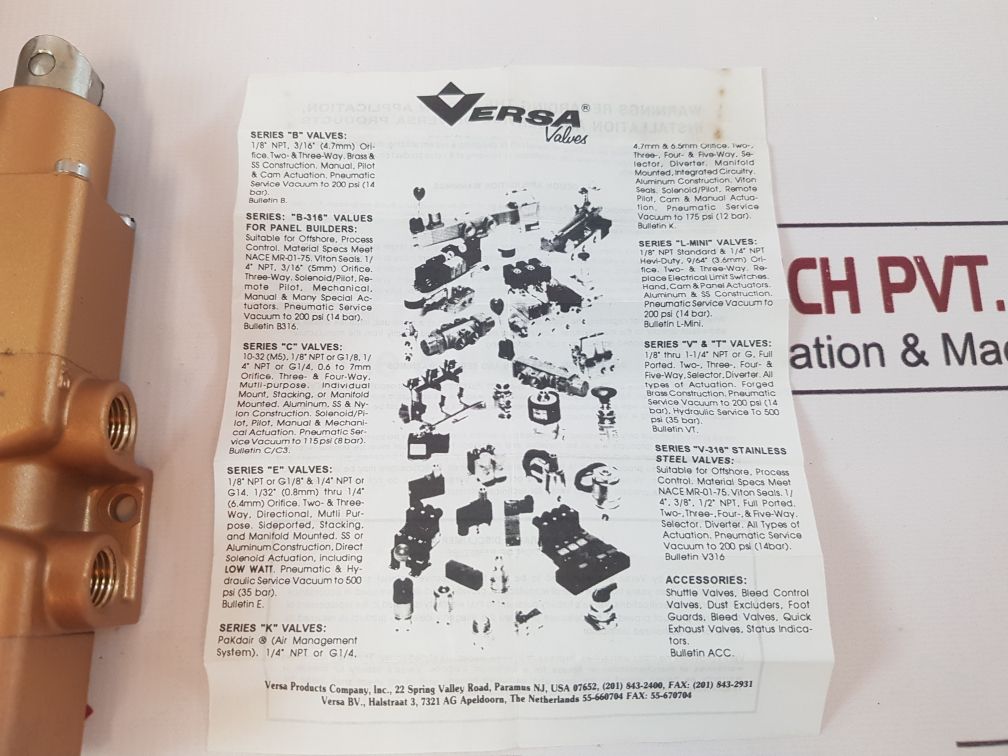 VERSA®
Valves
SERIES "B" VALVES:
1/8" NPT, 3/16" (4.7mm) Ori-
fice. Two- & Three-Way. Brass &
SS Construction. Manual, Pilot
& Cam Actuation. Pneumatic
Service Vacuum to 200 psi (14
bar).
Bulletin B.
SERIES: "B-316" VALUES
FOR PANEL BUILDERS:
Suitable for Offshore, Process
Control. Material Specs Meet
NACE MR-01-75. Viton Seals. 1/
4" NPT, 3/16" (5mm) Orifice.
Three-Way. Solenoid/Pilot, Re-
mote Pilot, Mechanical,
Manual & Many Special Ac-
tuators. Pneumatic Service
Vacuum to 200 psi (14 bar).
Bulletin B316.
SERIES "C" VALVES:
10-32 (M5), 1/8" NPT or G1/8, 1/
4" NPT or G1/4, 0.6 to 7mm
Orifice. Three- & Four-Way.
Mutil-purpose. Individual
Mount, Stacking, or Manifold
Mounted. Aluminum, SS & Ny-
lon Construction. Solenoid/Pi-
lot, Pilot, Manual & Mechani-
cal Actuation. Pneumatic Ser-
vice Vacuum to 115 psi (8 bar).
Bulletin C/C3.
SERIES "E" VALVES:
1/8" NPT or G1/8 & 1/4" NPT or
G14, 1/32" (0.8mm) thru 1/4"
(6.4mm) Orifice. Two- & Three-
Way, Directional, Mutli Pur-
pose. Sideported, Stacking,
and Manifold Mounted. SS or
Aluminum Construction, Direct
Solenoid Actuation, including
LOW WATT. Pneumatic & Hy-
draulic Service Vacuum to 500
psi (35 bar).
Bulletin E.
SERIES "K" VALVES:
PaKdair ® (Air Management
System). 1/4" NPT or G1/4,
4.7mm & 6.5mm Orifice. Two-,
Three-, Four- & Five-Way. Se-
lector, Diverter. Manifold
Mounted, Integrated Circuitry.
Aluminum Construction. Viton
Seals. Solenoid/Pilot, Remote
Pilot, Cam & Manual Actua-
tion. Pneumatic Service
Vacuum to 175 psi (12 bar).
Bulletin K.
SERIES "L-MINI" VALVES:
1/8" NPT Standard & 1/4" NPT
Hevi-Duty, 9/64" (3.6mm) Ori-
fice. Two- & Three-Way. Re-
place Electrical Limit Switches.
Hand, Cam & Panel Actuators.
Aluminum & SS Construction.
Pneumatic Service Vacuum to
200 psi (14 bar).
Bulletin L-Mini.
SERIES "V" & "T" VALVES:
1/8" thru 1-1/4" NPT or G, Full
Ported. Two-, Three-, Four- &
Five-Way, Selector, Diverter. All
types of Actuation. Forged
Brass Construction. Pneumatic
Service Vacuum to 200 psi (14
bar), Hydraulic Service To 500
psi (35 bar).
Bulletin VT.
SERIES "V-316" STAINLESS
STEEL VALVES:
Suitable for Offshore, Process
Control. Material Specs Meet
NACE MR-01-75. Viton Seals. 1/
4", 3/8", 1/2" NPT, Full Ported.
Two-, Three-, Four-, & Five-Way.
Selector, Diverter. All Types of
Actuation. Pneumatic Service
Vacuum to 200 psi (14bar).
Bulletin V316
ACCESSORIES:
Shuttle Valves, Bleed Control
Valves, Dust Excluders, Foot
Guards, Bleed Valves, Quick
Exhaust Valves, Status Indica-
tors.
Bulletin ACC.
Versa Products Company, Inc., 22 Spring Valley Road, Paramus NJ, USA 07652, (201) 843-2400, FAX: (201) 843-2931
Versa BV., Halstraat 3, 7321 AG Apeldoorn, The Netherlands 55-660704 FAX: 55-670704
CH PVT.
ation & Mac